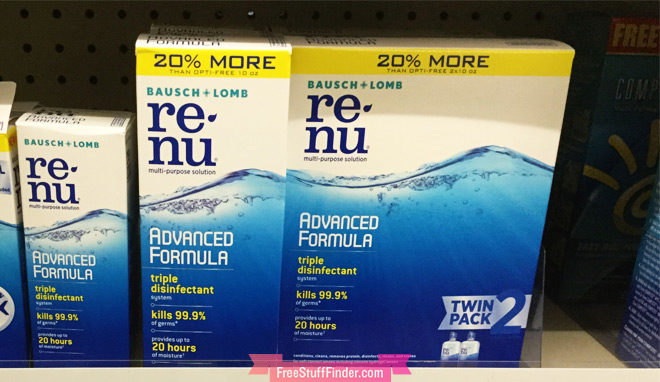 BAUSCH + LOMB
re
nu
multi-purpose solution
ADVANCED
FORMULA
triple
disinfectant
system
kills 99.9%
of germs*
provides up to
20 hours
of moisture
20% MORE
THAN OPTI-FREE 10 oz
BAUSCH + LOMB
re
nu
multi-purpose solution
ADVANCED
FORMULA
triple
disinfectant
system
kills 99.9%
of germs*
provides up to
20 hours
of moisture*
20% MORE
THAN OPTI-FREE 2x10 oz
BAUSCH + LOMB
re
nu
multi-purpose solution
ADVANCED
FORMULA
triple
disinfectant
system
kills 99.9%
of germs*
provides up to
20 hours
of moisture*
TWIN
PACK 2
FREE
FreeStuffFinder.com